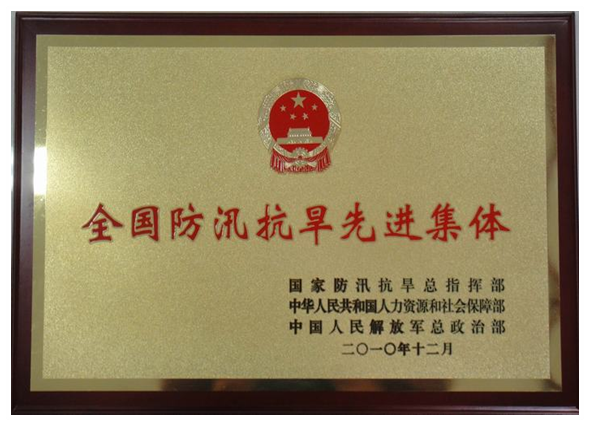 全国防汛抗旱先进集体
国家防汛抗旱总指挥部
中华人民共和国人力资源和社会保障部
中国人民解放军总政治部
二〇一〇年十二月